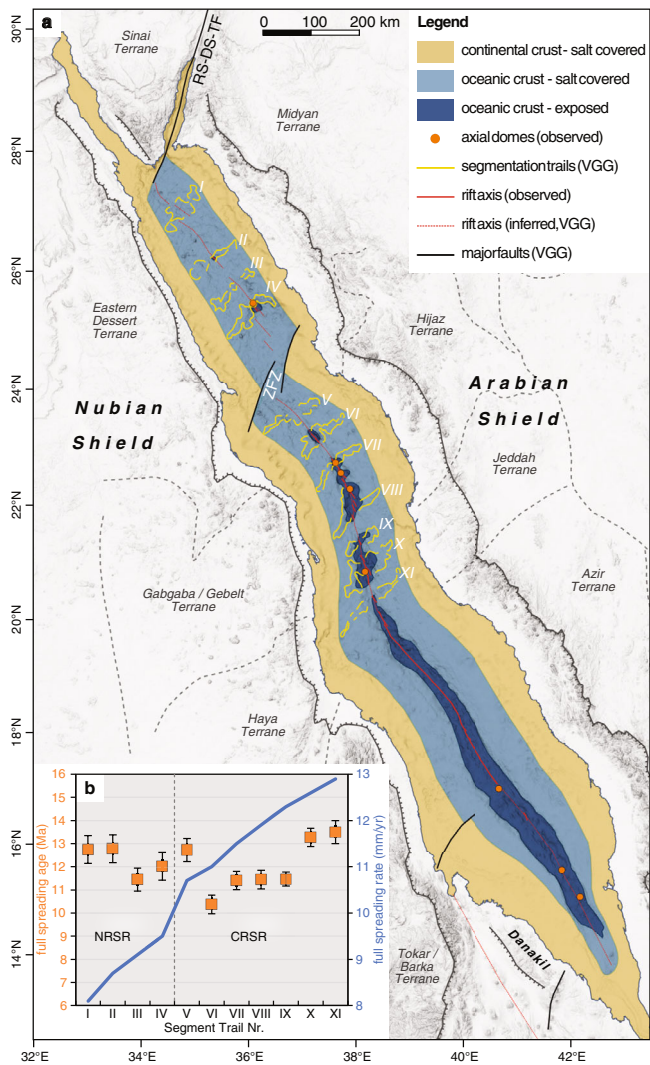 a
0 100 200 km
30°N
28°N
26°N
24°N
22°N
20°N
18°N
16°N
14°N
Sinai
Terrane
RS-DS-TF
Midyan
Terrane
Legend
continental crust - salt covered
oceanic crust - salt covered
oceanic crust - exposed
axial domes (observed)
segmentation trails (VGG)
rift axis (observed)
rift axis (inferred, VGG)
major faults (VGG)
I
II
III
IV
Eastern
Dessert
Terrane
Hijaz
Terrane
ZFZ
Nubian
Shield
Arabian
Shield
V
VI
VII
VIII
IX
X
XI
Jeddah
Terrane
Azir
Terrane
Gabgaba / Gebelt
Terrane
Haya
Terrane
Tokar /
Barka
Terrane
Danakil
b
full spreading age (Ma)
16
15
14
13
12
11
10
9
8
7
6
full spreading rate (mm/yr)
13
12
11
10
9
8
NRSR
CRSR
I II III IV V VI VII VIII IX X XI
Segment Trail Nr.
32°E 34°E 36°E 38°E 40°E 42°E